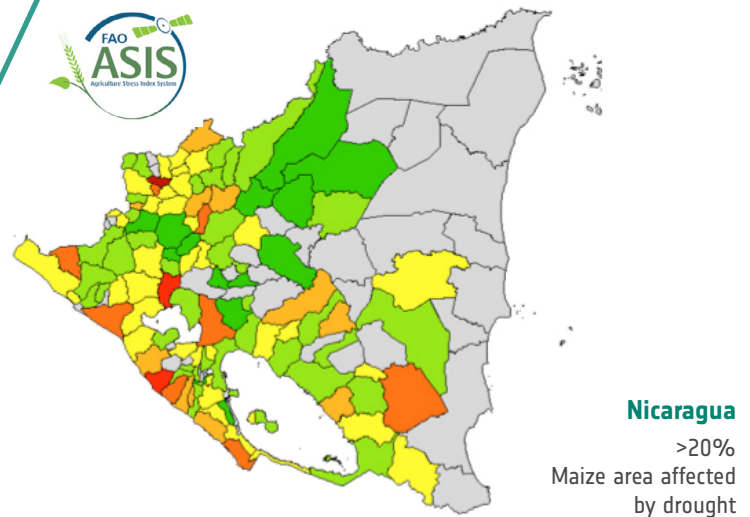 FAO
ASIS
Agriculture Stress Index System
Nicaragua
>20%
Maize area affected
by drought